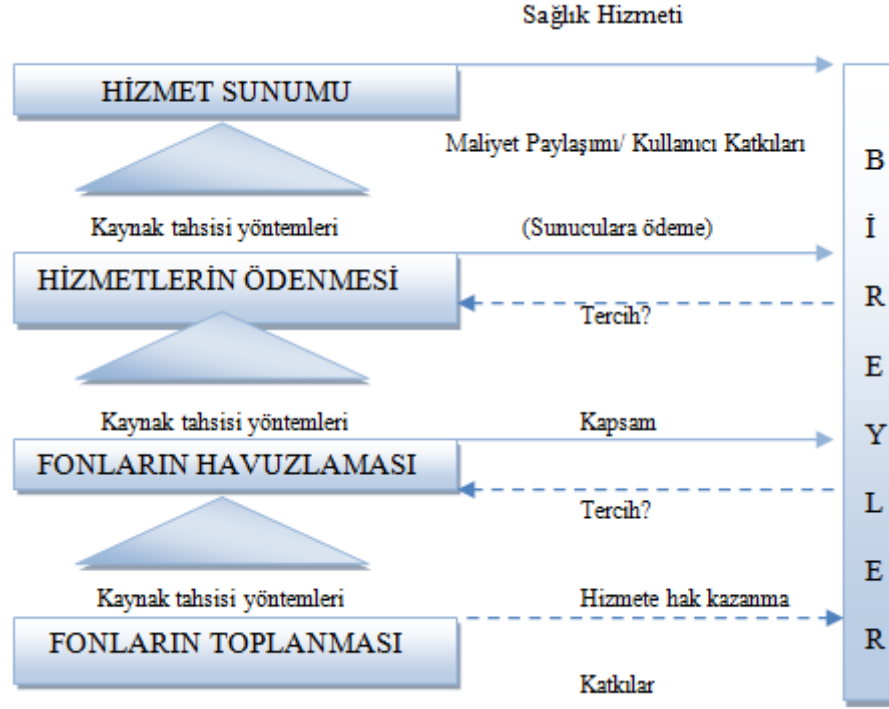 Sağlık Hizmeti
HİZMET SUNUMU
Maliyet Paylaşımı/ Kullanıcı Katkıları
Kaynak tahsisi yöntemleri
(Sunuculara ödeme)
HİZMETLERİN ÖDENMESİ
Tercih?
Kaynak tahsisi yöntemleri
Kapsam
FONLARIN HAVUZLAMASI
Tercih?
Kaynak tahsisi yöntemleri
Hizmete hak kazanma
FONLARIN TOPLANMASI
Katkılar
B
İ
R
E
Y
L
E
R